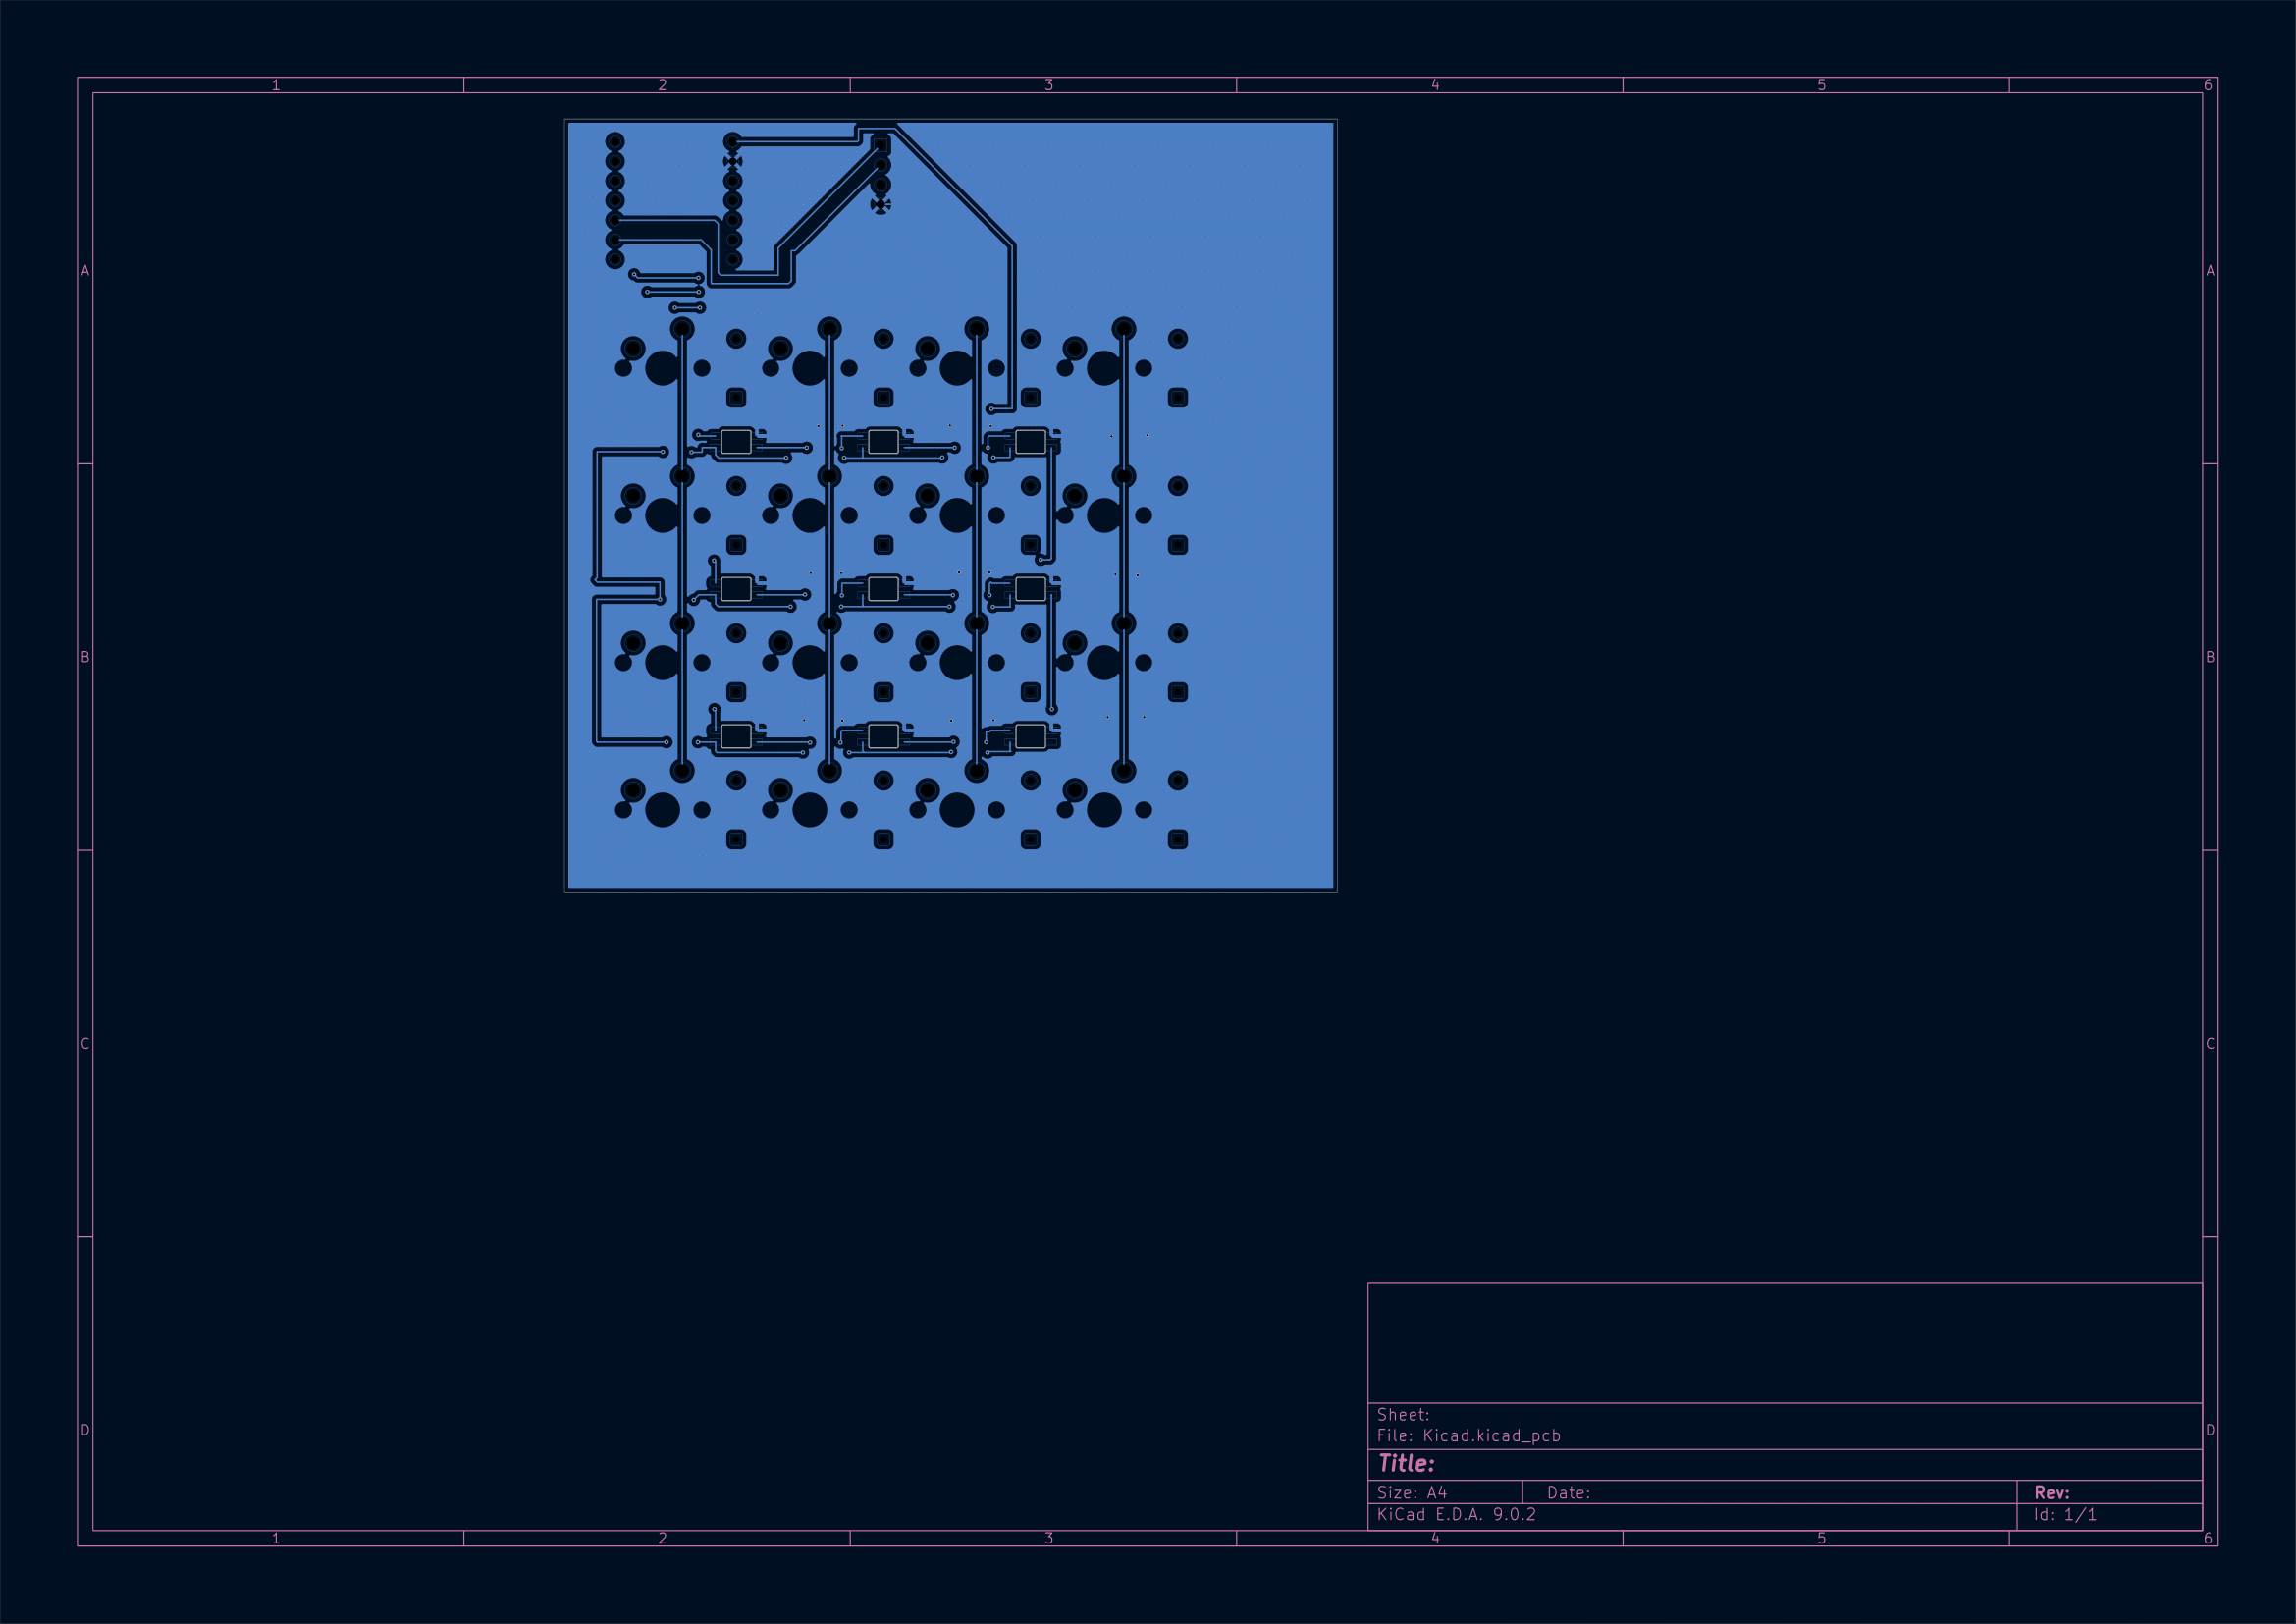 1 2 3 4 5 6
A A
B B
C C
D D
Sheet:
File: Kicad.kicad_pcb
Title:
Size: A4 Date: Rev:
KiCad E.D.A. 9.0.2 Id: 1/1
1 2 3 4 5 6